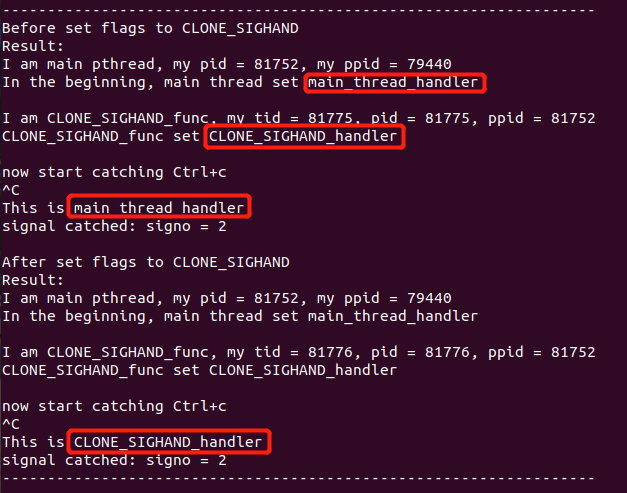 ------------------------------------------------------------------
Before set flags to CLONE_SIGHAND
Result:
I am main pthread, my pid = 81752, my ppid = 79440
In the beginning, main thread set main_thread_handler
I am CLONE_SIGHAND_func, my tid = 81775, pid = 81775, ppid = 81752
CLONE_SIGHAND_func set CLONE_SIGHAND_handler
now start catching Ctrl+c
^C
This is main_thread_handler
signal catched: signo = 2
After set flags to CLONE_SIGHAND
Result:
I am main pthread, my pid = 81752, my ppid = 79440
In the beginning, main thread set main_thread_handler
I am CLONE_SIGHAND_func, my tid = 81776, pid = 81776, ppid = 81752
CLONE_SIGHAND_func set CLONE_SIGHAND_handler
now start catching Ctrl+c
^C
This is CLONE_SIGHAND_handler
signal catched: signo = 2
------------------------------------------------------------------